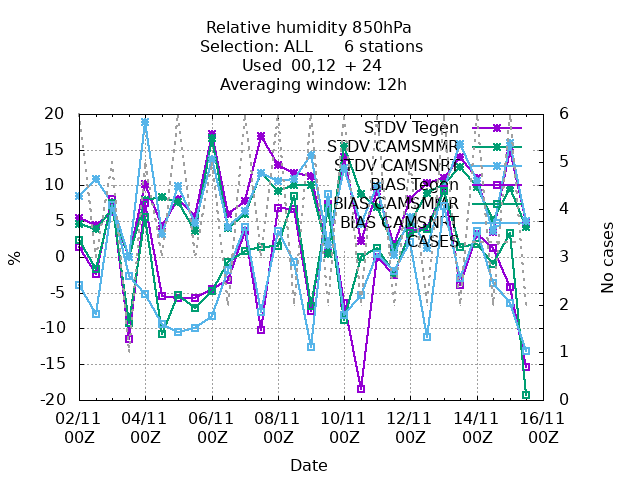 Relative humidity 850hPa
Selection: ALL 6 stations
Used 00,12 + 24
Averaging window: 12h
20
15
10
5
0
-5
-10
-15
-20
%
6
5
4
3
2
1
0
No cases
STDV Tegen
STDV CAMSMMR
STDV CAMSNRT
BIAS Tegen
BIAS CAMSMMR
BIAS CAMSNRT
CASES
02/11 04/11 06/11 08/11 10/11 12/11 14/11 16/11
00Z 00Z 00Z 00Z 00Z 00Z 00Z 00Z
Date